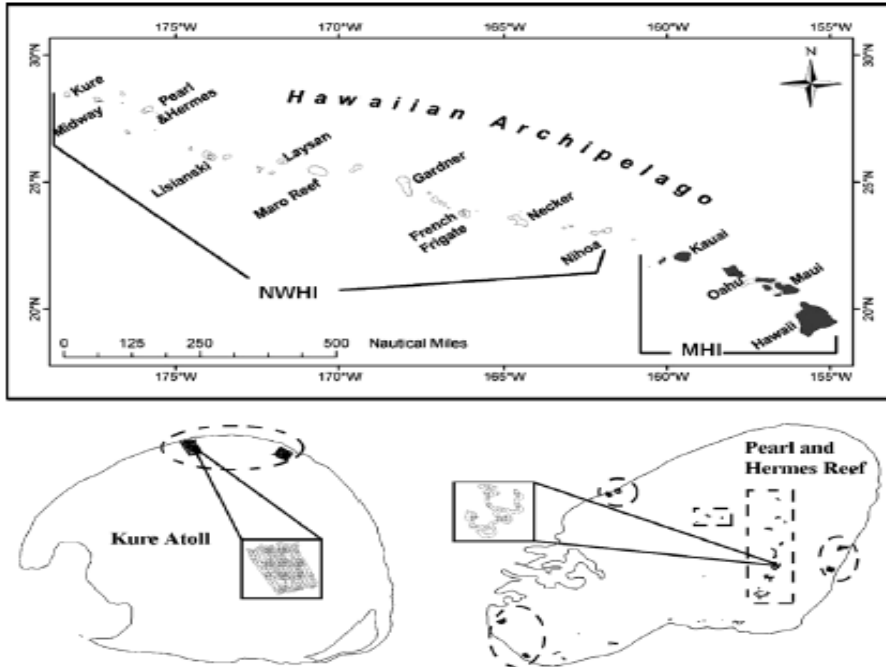 175°W 170°W 165°W 160°W 155°W
30°N 30°N
N
Kure
Midway
Pearl
&Hermes
Hawaiian Archipelago
Lisianski
Laysan
Maro Reef
Gardner
25°N 25°N
French
Frigate
Necker
Nihoa
Kauai
Oahu
Maui
Hawaii
NWHI
20°N 20°N
MHI
0 125 250 500 Nautical Miles
175°W 170°W 165°W 160°W 155°W
Kure Atoll
Pearl and
Hermes Reef